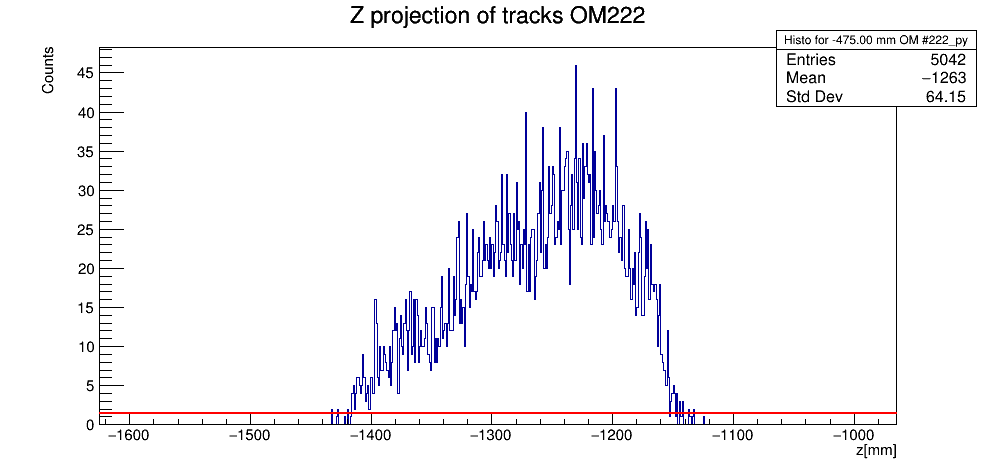 Z projection of tracks OM222
Histo for -475.00 mm OM #222_py
Entries 5042
Mean −1263
Std Dev 64.15
Counts
45
40
35
30
25
20
15
10
5
0
−1600 −1500 −1400 −1300 −1200 −1100 −1000
z[mm]